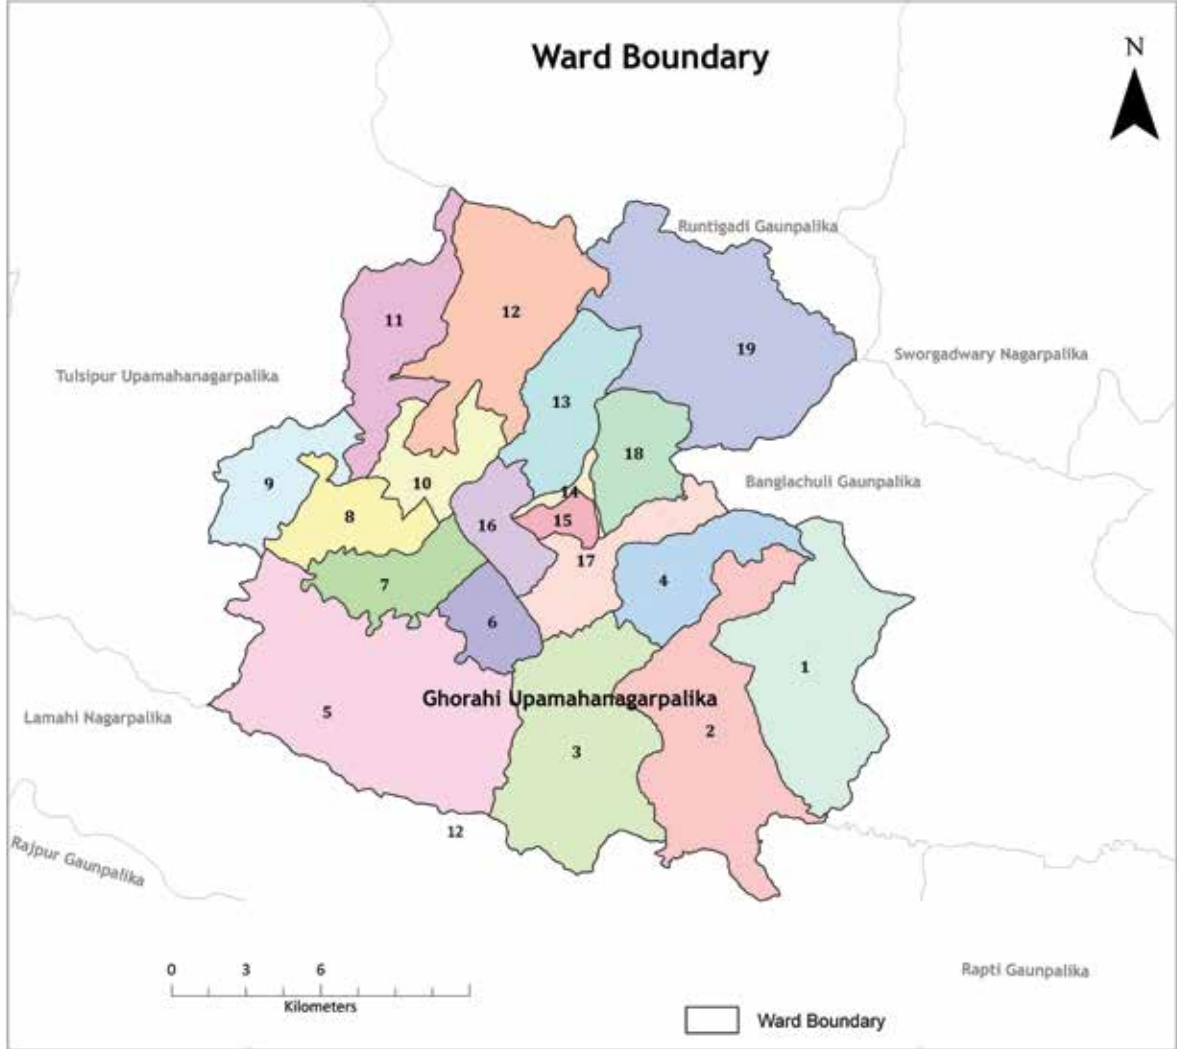 Ward Boundary
N
Runtigadi Gaunpalika
11
12
19
Sworgadwary Nagarpalika
Tulsipur Upamahanagarpalika
13
18
9
10
Banglachuli Gaunpalika
14
8
15
16
17
7
4
6
1
Ghorahi Upamahanagarpalika
5
Lamahi Nagarpalika
2
3
12
Rajpur Gaunpalika
0 3 6
Kilometers
Rapti Gaunpalika
Ward Boundary